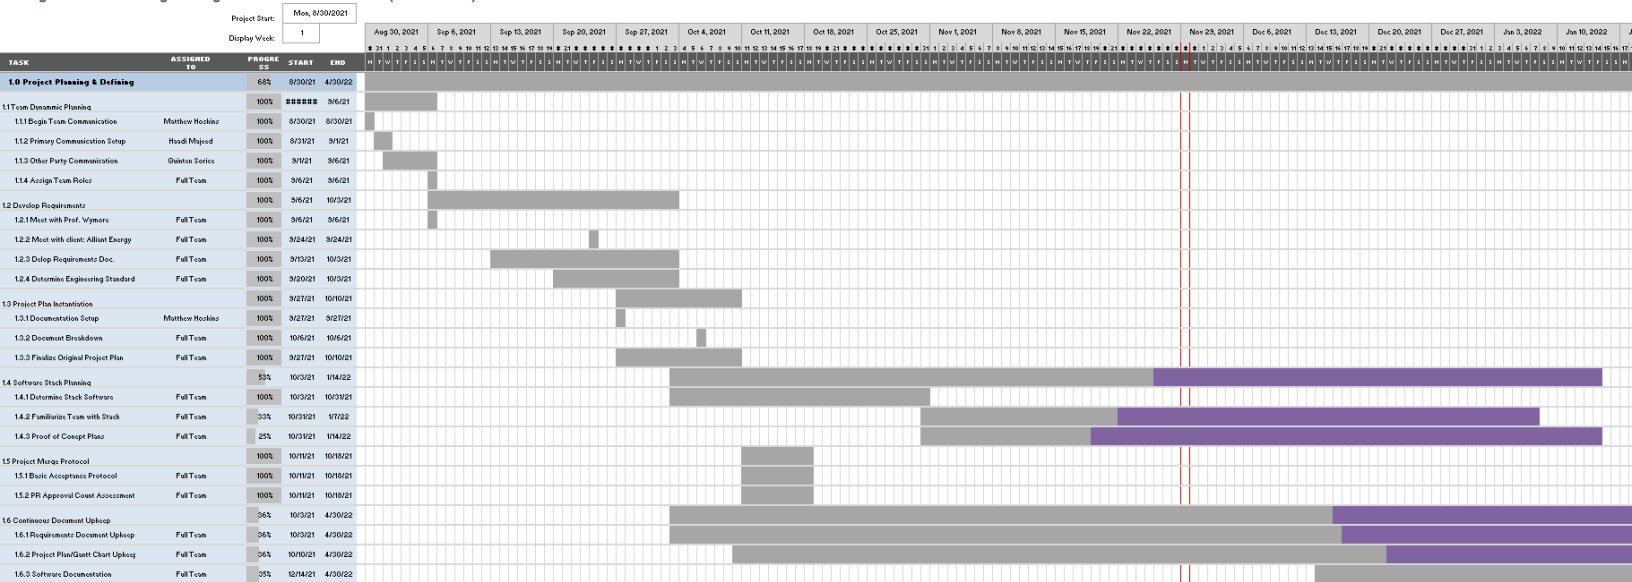 Project Start: Mon, 8/30/2021
Display Week: 1
Aug 30, 2021 Sep 6, 2021 Sep 13, 2021 Sep 20, 2021 Sep 27, 2021 Oct 4, 2021 Oct 11, 2021 Oct 18, 2021 Oct 25, 2021 Nov 1, 2021 Nov 8, 2021 Nov 15, 2021 Nov 22, 2021 Nov 29, 2021 Dec 6, 2021 Dec 13, 2021 Dec 20, 2021 Dec 27, 2021 Jan 3, 2022 Jan 10, 2022
TASK ASSIGNED TO PROGRESS START END
1.0 Project Planning & Defining 68% 8/30/21 4/30/22
1.1 Team Dynammic Planning 100% ###### 9/6/21
1.1.1 Begin Team Communication Matthew Hoskins 100% 8/30/21 8/30/21
1.1.2 Primary Communication Setup Haadi Majeed 100% 8/31/21 9/1/21
1.1.3 Other Party Communication Quinten Sorice 100% 9/1/21 9/6/21
1.1.4 Assign Team Roles Full Team 100% 9/6/21 9/6/21
1.2 Develop Requirements 100% 9/6/21 10/3/21
1.2.1 Meet with Prof. Wymore Full Team 100% 9/6/21 9/6/21
1.2.2 Meet with client: Alliant Energy Full Team 100% 9/24/21 9/24/21
1.2.3 Delop Requirements Doc. Full Team 100% 9/13/21 10/3/21
1.2.4 Determine Engineering Standard Full Team 100% 9/20/21 10/3/21
1.3 Project Plan Instantiation 100% 9/27/21 10/10/21
1.3.1 Documentation Setup Matthew Hoskins 100% 9/27/21 9/27/21
1.3.2 Document Breakdown Full Team 100% 10/6/21 10/6/21
1.3.3 Finalize Original Project Plan Full Team 100% 9/27/21 10/10/21
1.4 Software Stack Planning 53% 10/3/21 1/14/22
1.4.1 Determine Stack Software Full Team 100% 10/3/21 10/31/21
1.4.2 Familiarize Team with Stack Full Team 33% 10/31/21 1/7/22
1.4.3 Proof of Concept Plans Full Team 25% 10/31/21 1/14/22
1.5 Project Merge Protocol 100% 10/11/21 10/18/21
1.5.1 Basic Acceptance Protocol Full Team 100% 10/11/21 10/18/21
1.5.2 PR Approval Count Assessment Full Team 100% 10/11/21 10/18/21
1.6 Continuous Document Upkeep 36% 10/3/21 4/30/22
1.6.1 Requirements Document Upkeep Full Team 36% 10/3/21 4/30/22
1.6.2 Project Plan/Gantt Chart Upkeep Full Team 36% 10/10/21 4/30/22
1.6.3 Software Documentation Full Team 35% 12/14/21 4/30/22